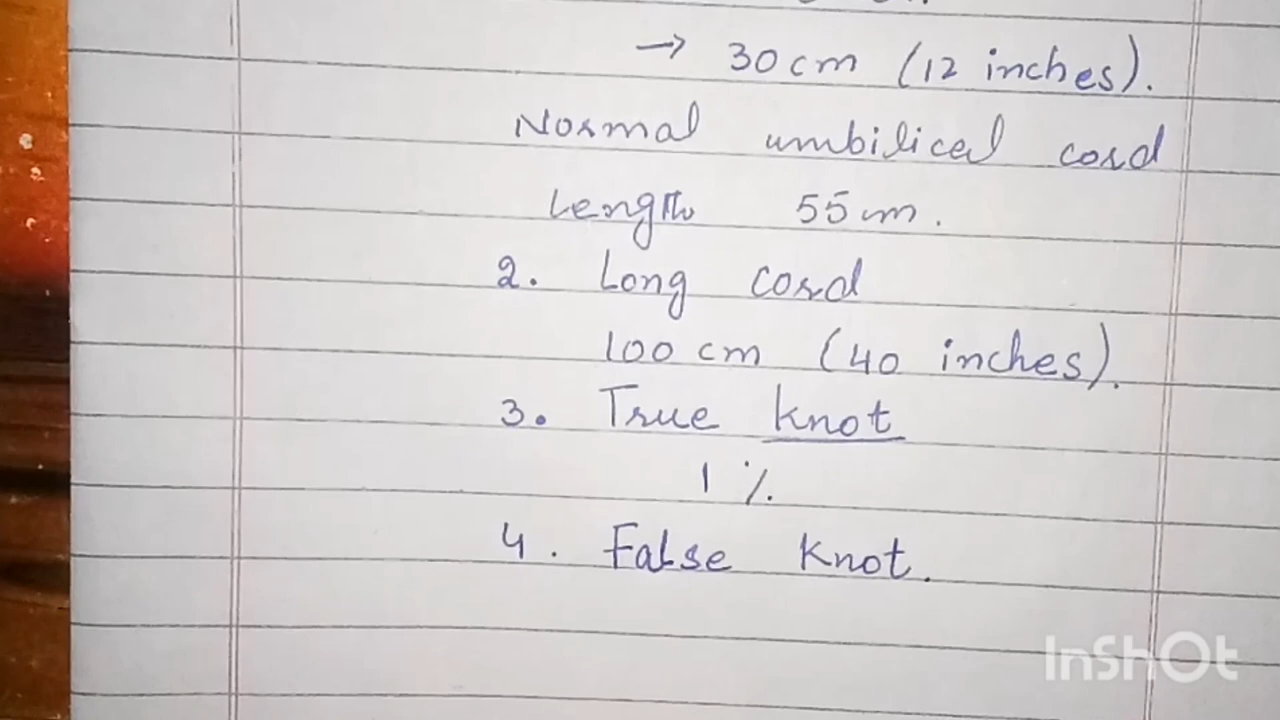 → 30 cm (12 inches).
Normal umbilical cord
Length 55 cm.
2. Long cord
100 cm (40 inches).
3. True knot
1 %.
4. False knot.
InShOt